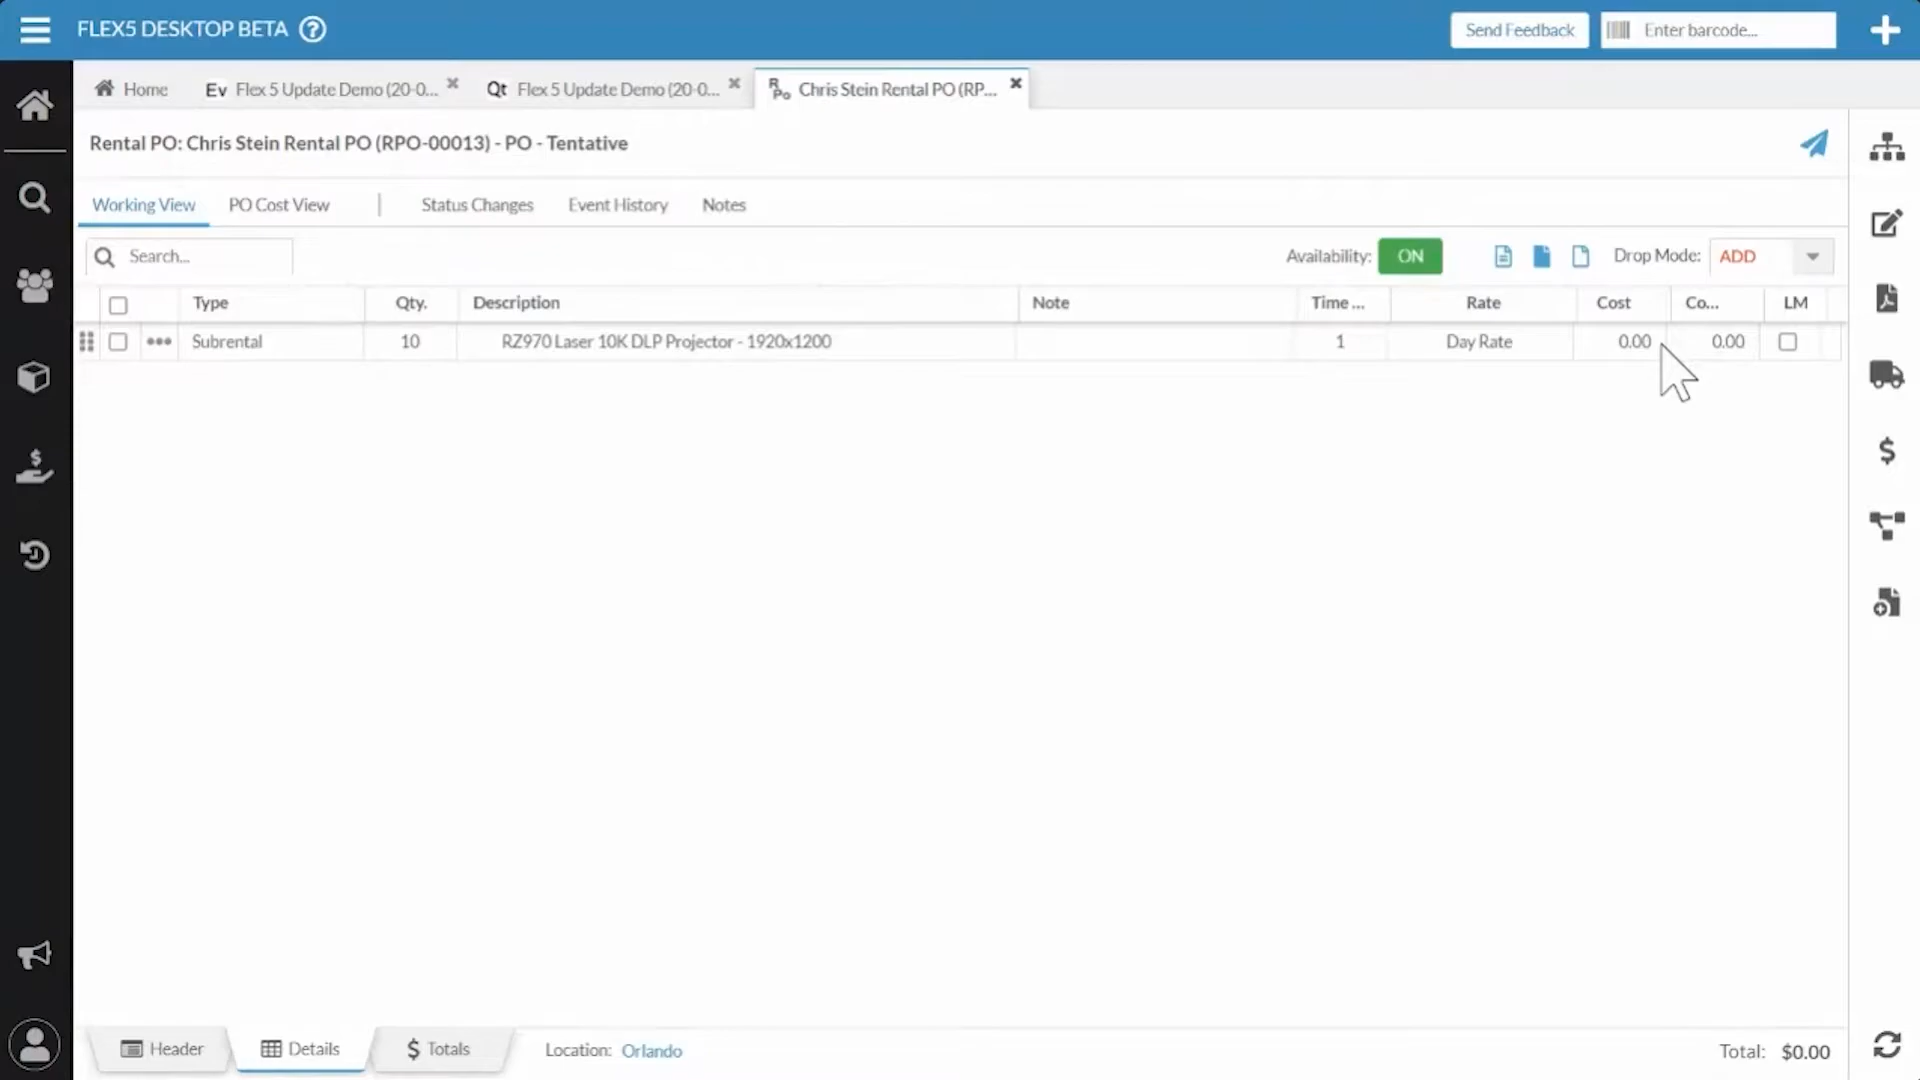 FLEX5 DESKTOP BETA ?
Send Feedback
Enter barcode...
Home
Ev Flex 5 Update Demo (20-0...
Qt Flex 5 Update Demo (20-0...
RPo Chris Stein Rental PO (RP...
Rental PO: Chris Stein Rental PO (RPO-00013) - PO - Tentative
Working View
PO Cost View
Status Changes
Event History
Notes
Search...
Availability: ON
Drop Mode: ADD
Type
Qty.
Description
Note
Time ...
Rate
Cost
Co...
LM
Subrental
10
RZ970 Laser 10K DLP Projector - 1920x1200
1
Day Rate
0.00
0.00
Header
Details
$ Totals
Location: Orlando
Total: $0.00